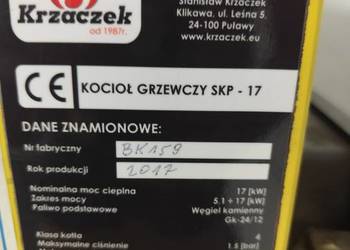 Krzaczek
od 1987r.
Stanisław Krzaczek
Klikawa, ul. Leśna 5,
24-100 Puławy
www.krzaczek.eu
CE KOCIOŁ GRZEWCZY SKP - 17
DANE ZNAMIONOWE:
Nr fabryczny BK159
Rok produkcji 2017
Nominalna moc cieplna 17 [kW]
Zakres mocy 5.1 ÷ 17 [kW]
Paliwo podstawowe Węgiel kamienny
Gk-24/12
Klasa kotła 4
Maksymalne ciśnienie 1,5 [bar]